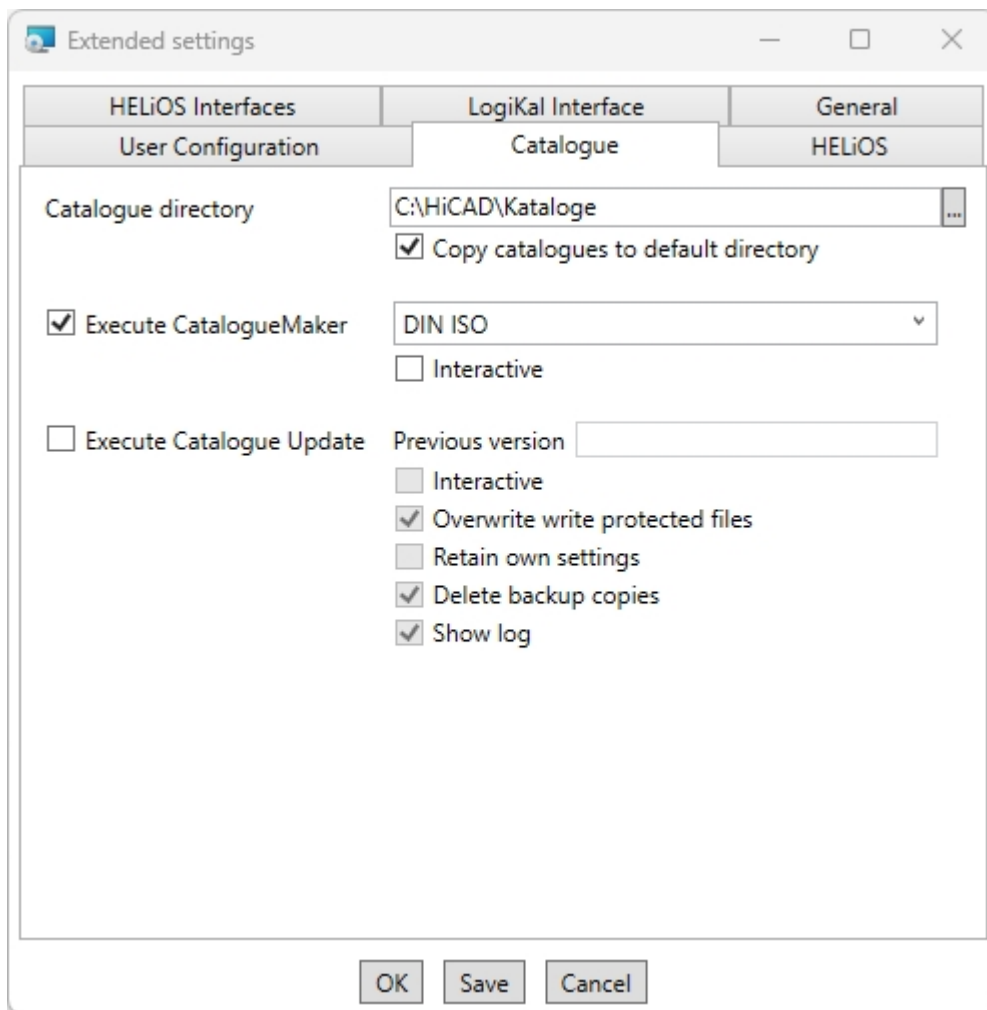 Extended settings
HELiOS Interfaces LogiKal Interface General
User Configuration Catalogue HELiOS
Catalogue directory C:\HiCAD\Kataloge ...
Copy catalogues to default directory
Execute CatalogueMaker DIN ISO
Interactive
Execute Catalogue Update Previous version
Interactive
Overwrite write protected files
Retain own settings
Delete backup copies
Show log
OK Save Cancel